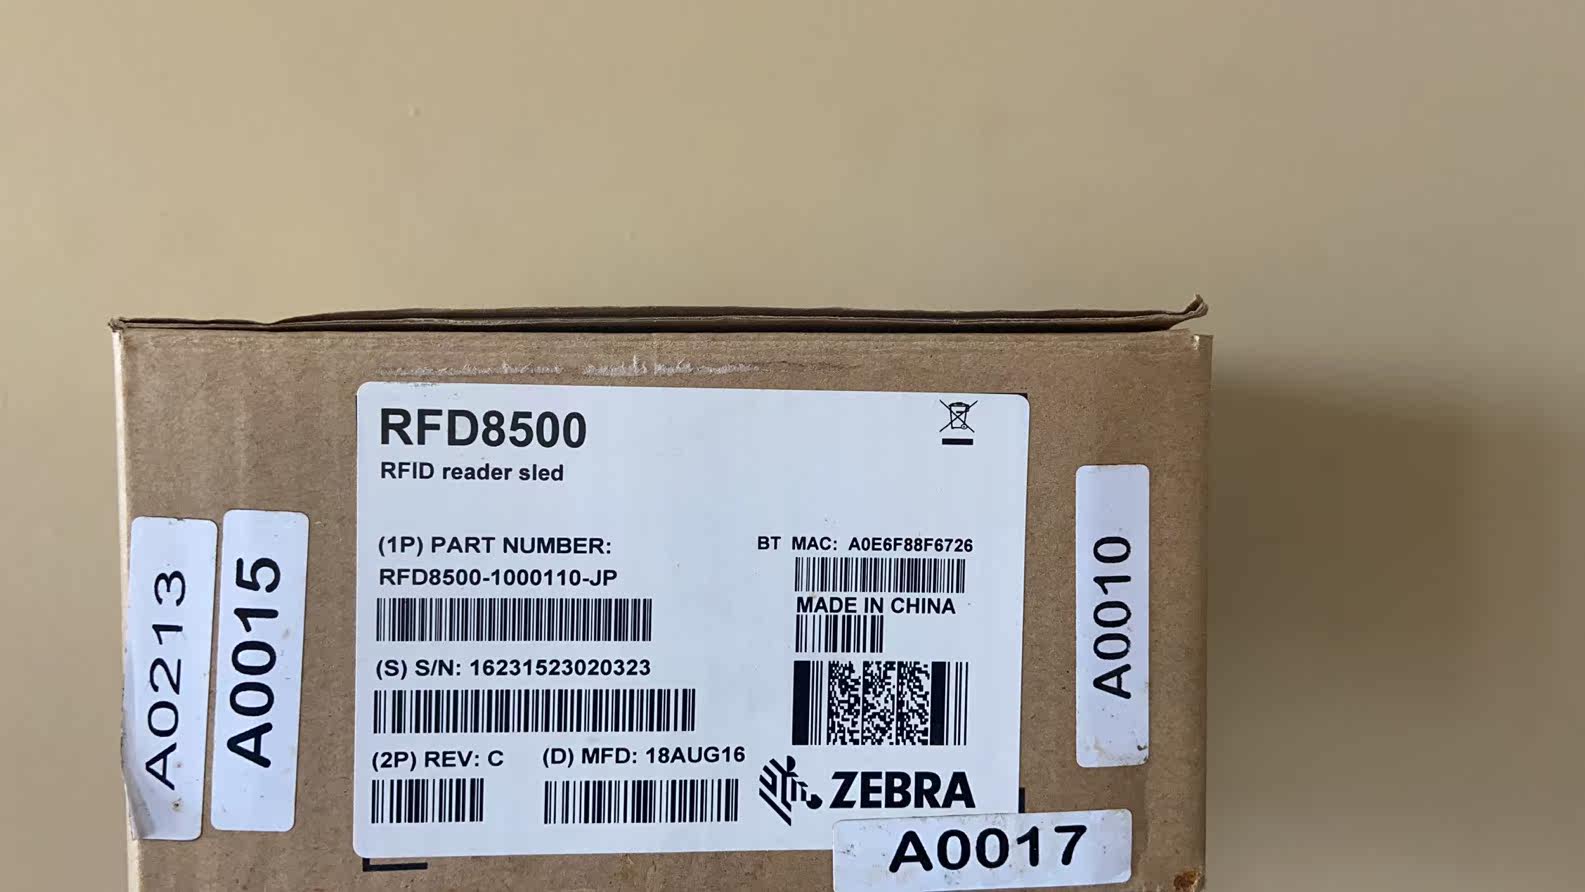 RFD8500
RFID reader sled
(1P) PART NUMBER:
RFD8500-1000110-JP
BT MAC: A0E6F88F6726
MADE IN CHINA
(S) S/N: 16231523020323
(2P) REV: C
(D) MFD: 18AUG16
ZEBRA
A0213
A0015
A0010
A0017